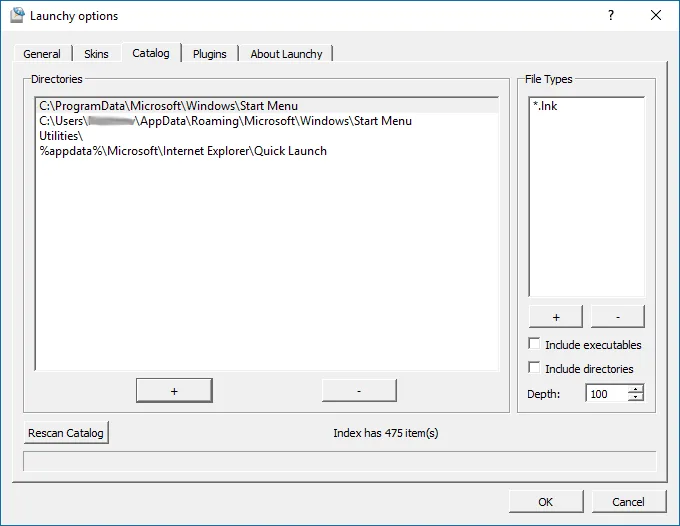 Launchy options
?
General
Skins
Catalog
Plugins
About Launchy
Directories
C:\ProgramData\Microsoft\Windows\Start Menu
C:\Users\ \AppData\Roaming\Microsoft\Windows\Start Menu
Utilities\
%appdata%\Microsoft\Internet Explorer\Quick Launch
+
-
File Types
*.lnk
+
-
Include executables
Include directories
Depth: 100
Rescan Catalog
Index has 475 item(s)
OK
Cancel